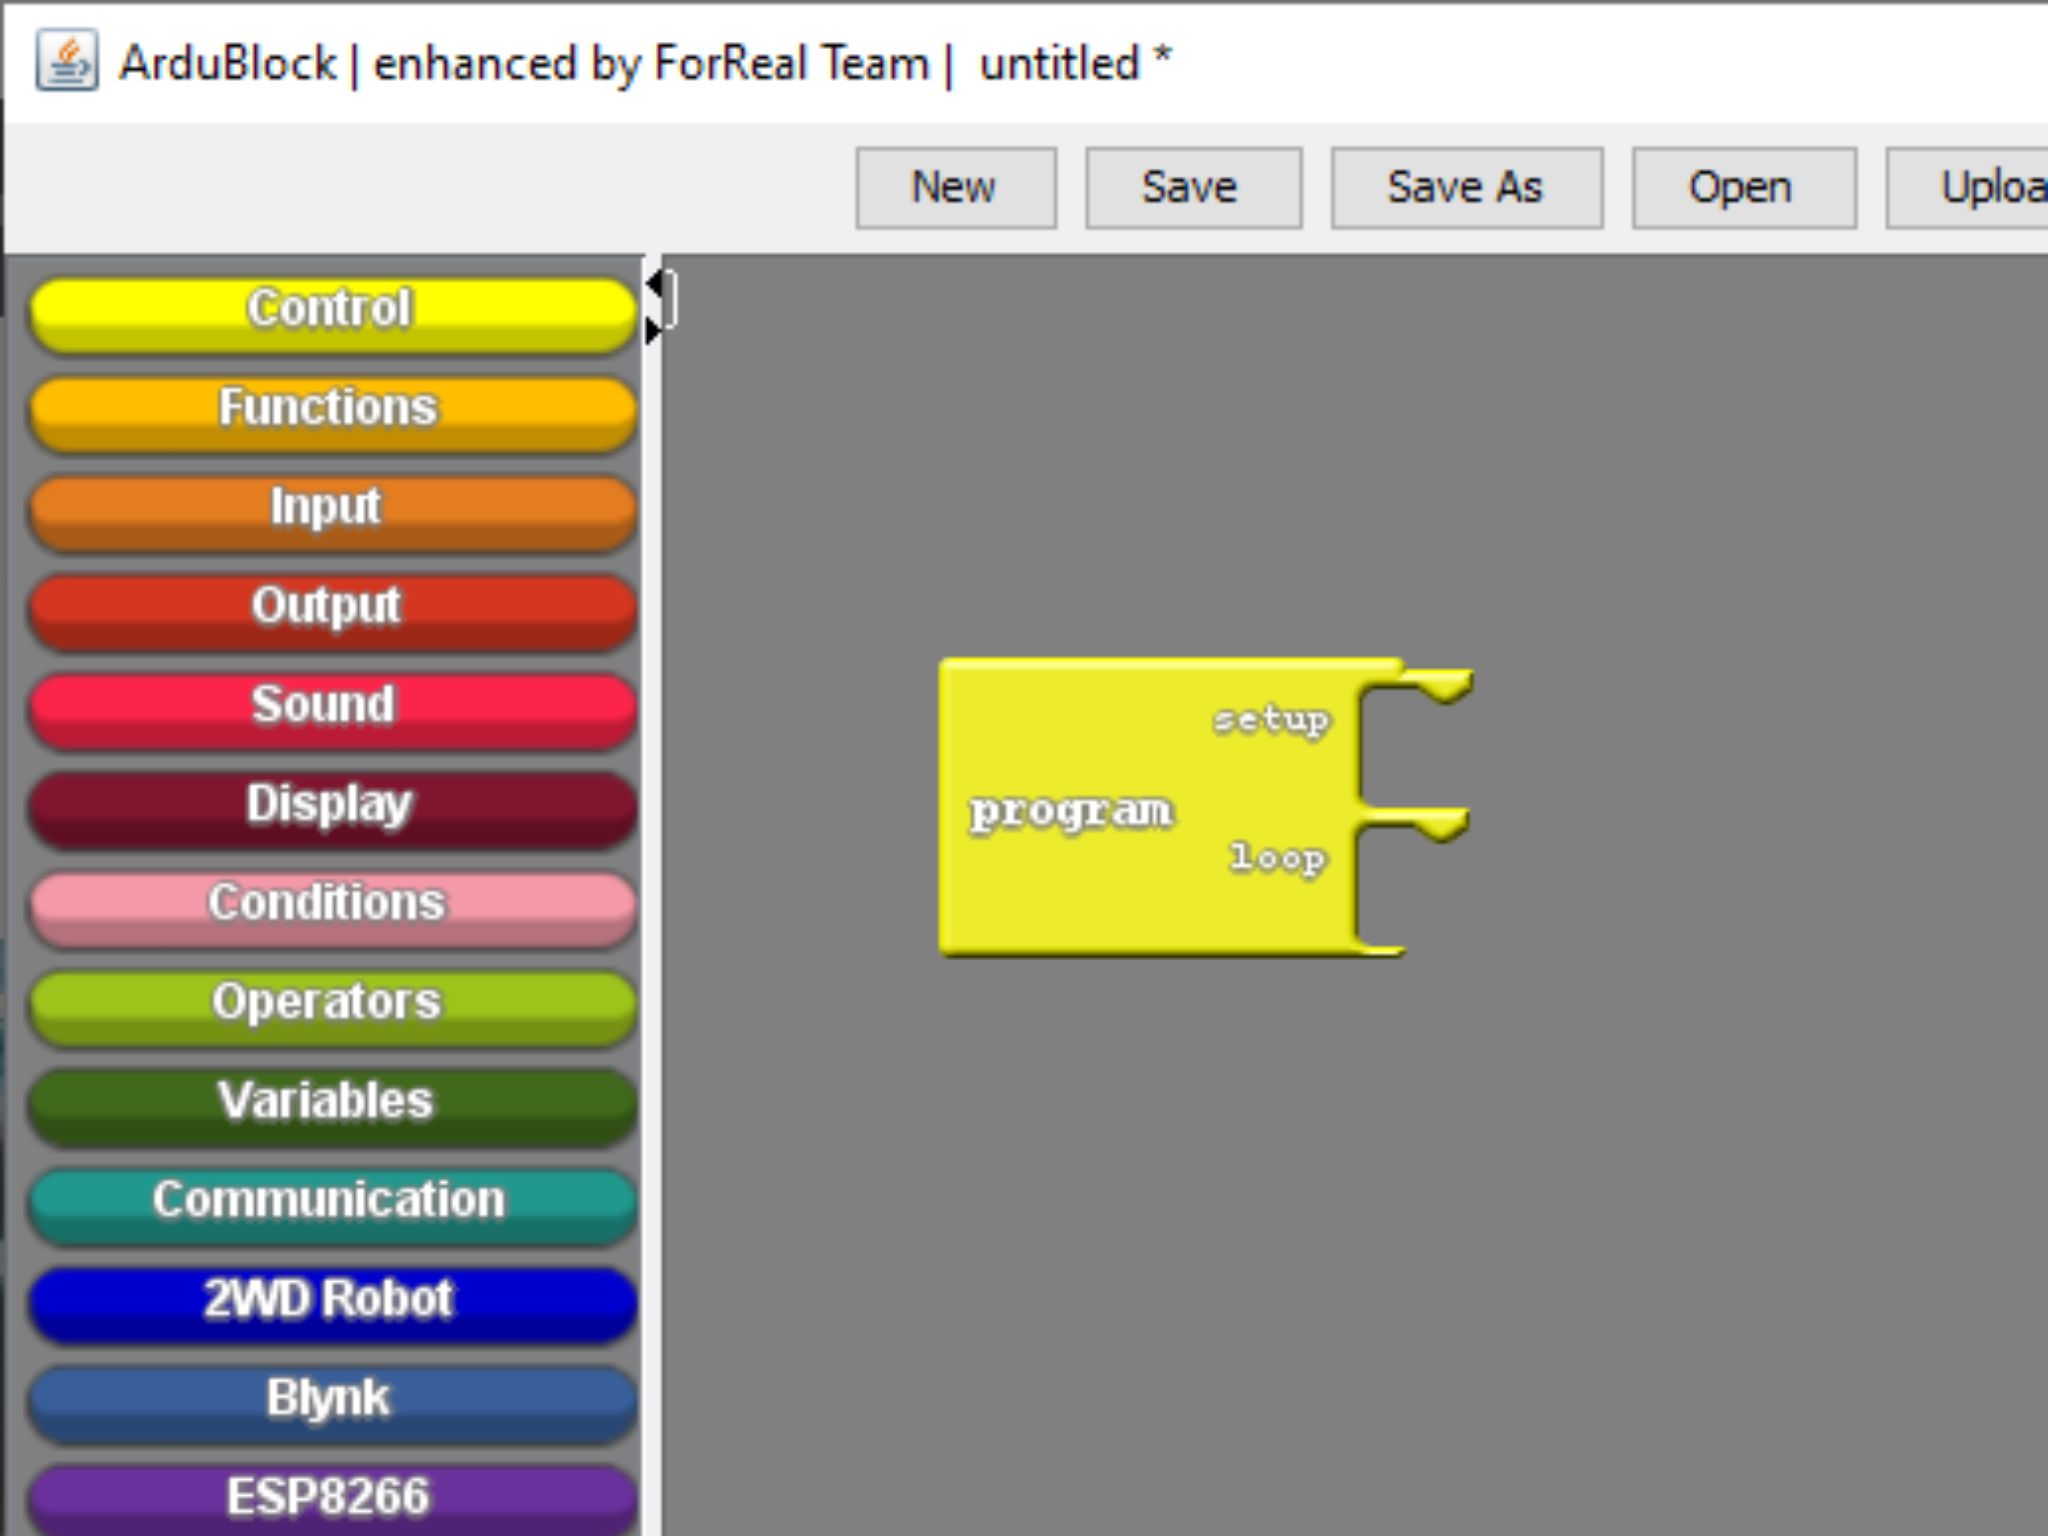 ArduBlock | enhanced by ForReal Team | untitled *
New Save Save As Open Uploa
Control
Functions
Input
Output
Sound
Display
Conditions
Operators
Variables
Communication
2WD Robot
Blynk
ESP8266
setup
program
loop